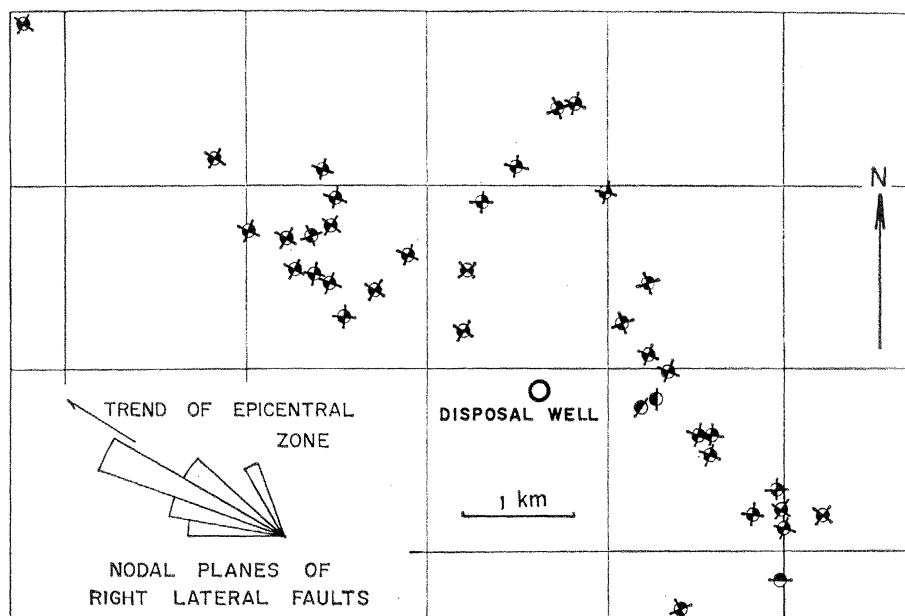 N
TREND OF EPICENTRAL
ZONE
DISPOSAL WELL
1 km
NODAL PLANES OF
RIGHT LATERAL FAULTS